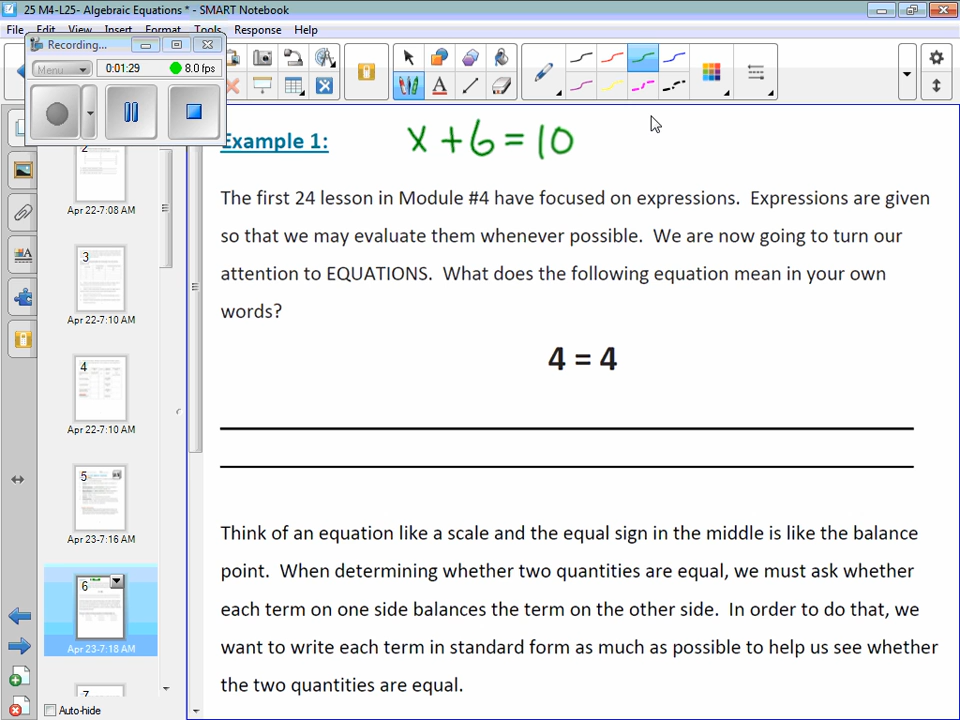 25 M4-L25- Algebraic Equations * - SMART Notebook
File Edit View Insert Format Tools Response Help
Recording...
Menu 0:01:29 8.0 fps
Example 1: x + 6 = 10
The first 24 lesson in Module #4 have focused on expressions. Expressions are given
so that we may evaluate them whenever possible. We are now going to turn our
attention to EQUATIONS. What does the following equation mean in your own
words?
4 = 4
Think of an equation like a scale and the equal sign in the middle is like the balance
point. When determining whether two quantities are equal, we must ask whether
each term on one side balances the term on the other side. In order to do that, we
want to write each term in standard form as much as possible to help us see whether
the two quantities are equal.
2
Apr 22-7:08 AM
3
Apr 22-7:10 AM
4
Apr 22-7:10 AM
5
Apr 23-7:16 AM
6
Apr 23-7:18 AM
7
Auto-hide